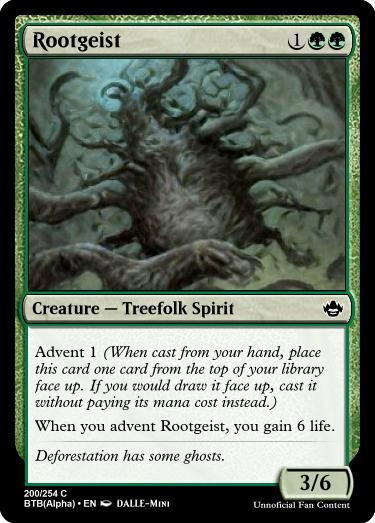 Rootgeist 1
Creature — Treefolk Spirit
Advent 1 (When cast from your hand, place
this card one card from the top of your library
face up. If you would draw it face up, cast it
without paying its mana cost instead.)
When you advent Rootgeist, you gain 6 life.
Deforestation has some ghosts.
3/6
200/254 C
BTB(Alpha) • EN DALLE-Mini
Unnoficial Fan Content